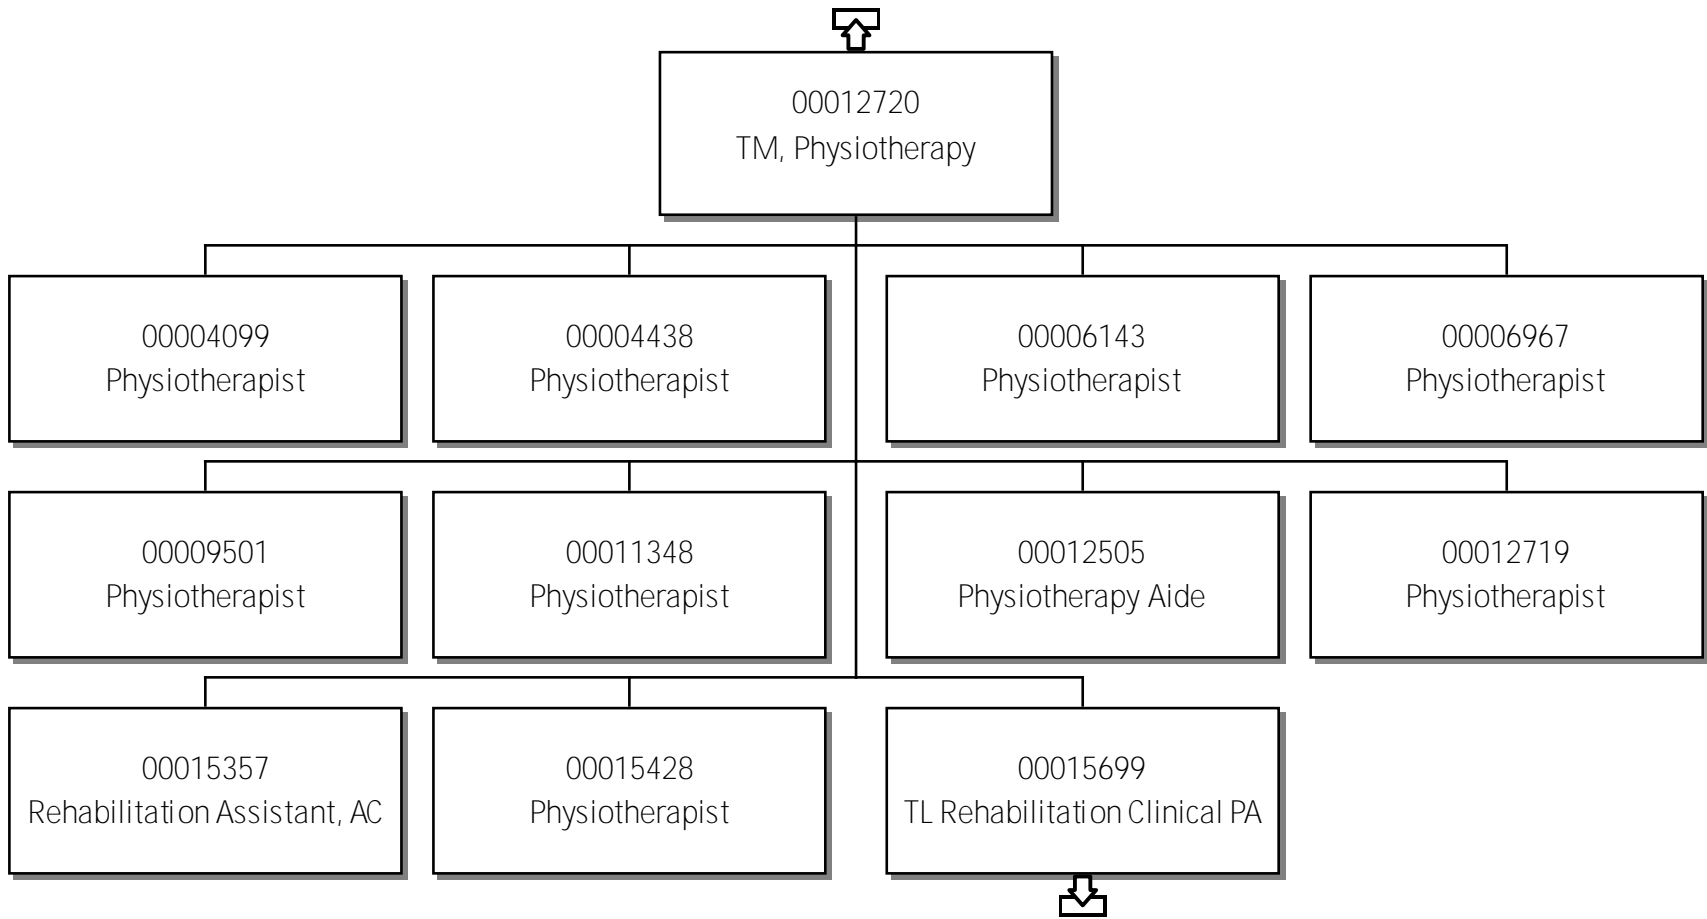 00012720
TM, Physiotherapy
00004099
Physiotherapist
00004438
Physiotherapist
00006143
Physiotherapist
00006967
Physiotherapist
00009501
Physiotherapist
00011348
Physiotherapist
00012505
Physiotherapy Aide
00012719
Physiotherapist
00015357
Rehabilitation Assistant, AC
00015428
Physiotherapist
00015699
TL Rehabilitation Clinical PA